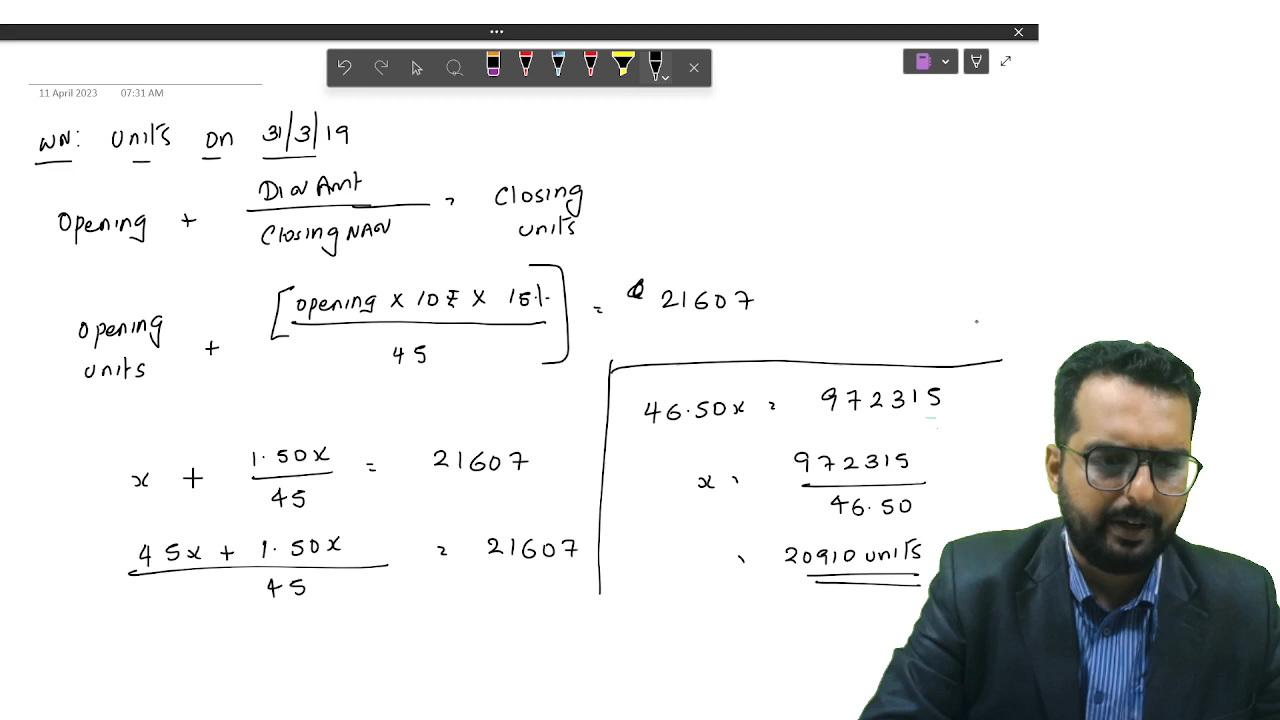 11 April 2023 07:31 AM
WN: Units on 31/3/19
Opening + Div Amt / Closing NAV = Closing units
Opening units + [opening x 10₹ x 15% / 45] = 21607
x + 1.50x / 45 = 21607
45x + 1.50x / 45 = 21607
46.50x = 972315
x = 972315 / 46.50
= 20910 units